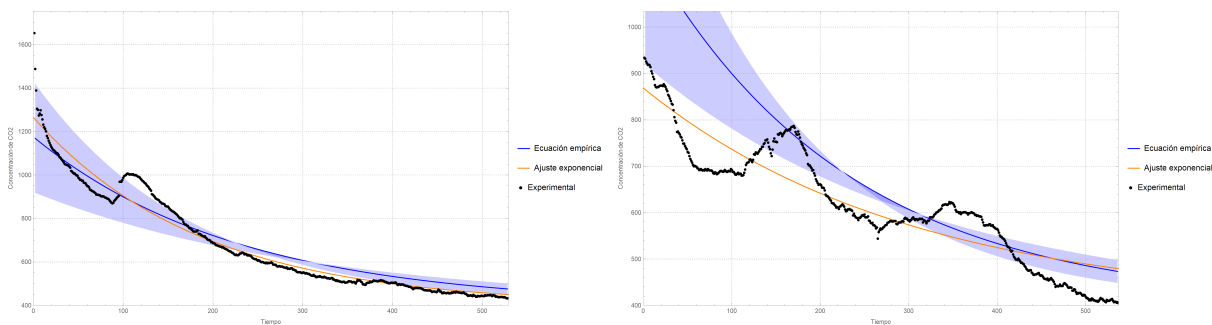 1600
1400
1200
1000
800
600
400
0
100
200
300
400
500
Concentración de CO2
Tiempo
Ecuación empírica
Ajuste exponencial
Experimental
1000
900
800
700
600
500
400
0
100
200
300
400
500
Concentración de CO2
Tiempo
Ecuación empírica
Ajuste exponencial
Experimental